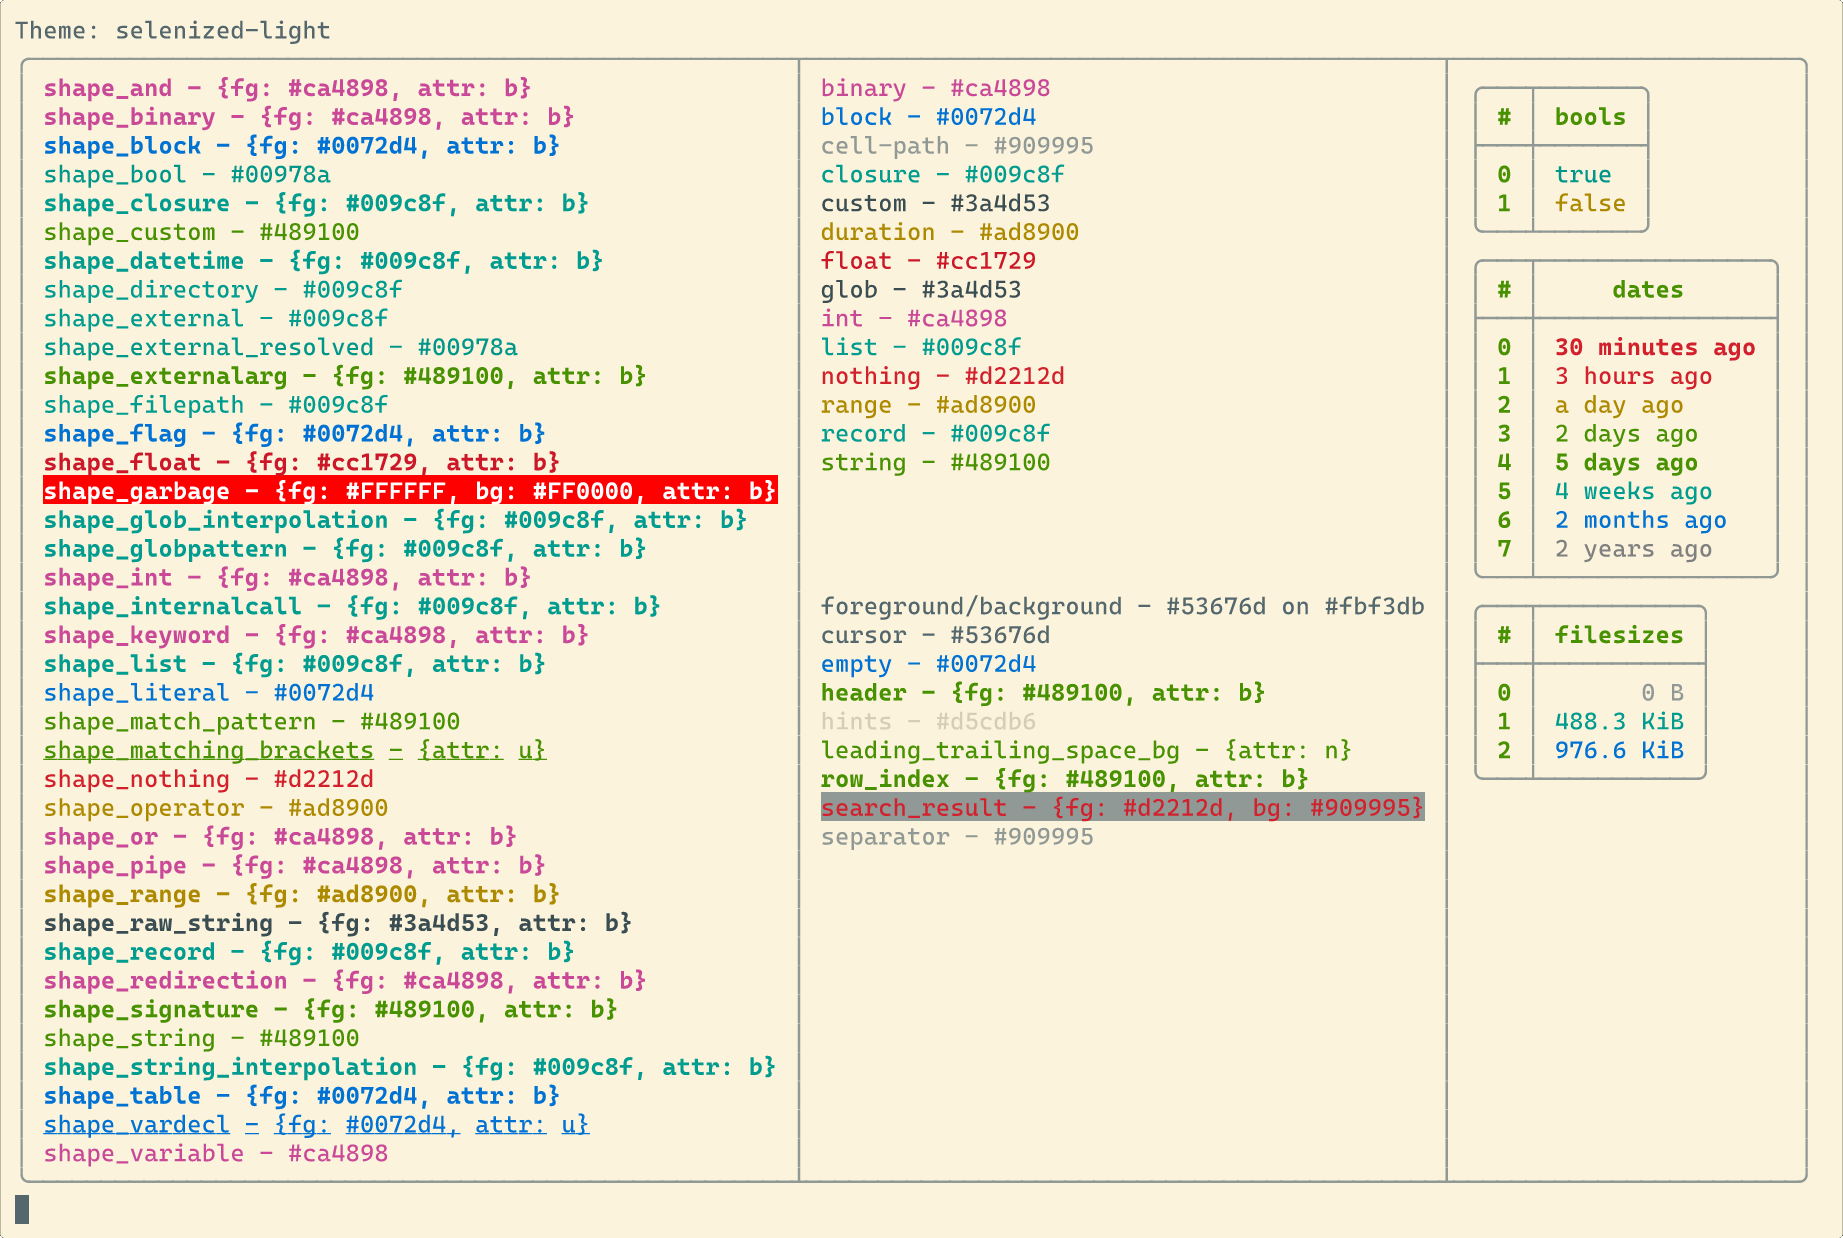 Theme: selenized-light
shape_and - {fg: #ca4898, attr: b}
shape_binary - {fg: #ca4898, attr: b}
shape_block - {fg: #0072d4, attr: b}
shape_bool - #00978a
shape_closure - {fg: #009c8f, attr: b}
shape_custom - #489100
shape_datetime - {fg: #009c8f, attr: b}
shape_directory - #009c8f
shape_external - #009c8f
shape_external_resolved - #00978a
shape_externalarg - {fg: #489100, attr: b}
shape_filepath - #009c8f
shape_flag - {fg: #0072d4, attr: b}
shape_float - {fg: #cc1729, attr: b}
shape_garbage - {fg: #FFFFFF, bg: #FF0000, attr: b}
shape_glob_interpolation - {fg: #009c8f, attr: b}
shape_globpattern - {fg: #009c8f, attr: b}
shape_int - {fg: #ca4898, attr: b}
shape_internalcall - {fg: #009c8f, attr: b}
shape_keyword - {fg: #ca4898, attr: b}
shape_list - {fg: #009c8f, attr: b}
shape_literal - #0072d4
shape_match_pattern - #489100
shape_matching_brackets - {attr: u}
shape_nothing - #d2212d
shape_operator - #ad8900
shape_or - {fg: #ca4898, attr: b}
shape_pipe - {fg: #ca4898, attr: b}
shape_range - {fg: #ad8900, attr: b}
shape_raw_string - {fg: #3a4d53, attr: b}
shape_record - {fg: #009c8f, attr: b}
shape_redirection - {fg: #ca4898, attr: b}
shape_signature - {fg: #489100, attr: b}
shape_string - #489100
shape_string_interpolation - {fg: #009c8f, attr: b}
shape_table - {fg: #0072d4, attr: b}
shape_vardecl - {fg: #0072d4, attr: u}
shape_variable - #ca4898
binary - #ca4898
block - #0072d4
cell-path - #909995
closure - #009c8f
custom - #3a4d53
duration - #ad8900
float - #cc1729
glob - #3a4d53
int - #ca4898
list - #009c8f
nothing - #d2212d
range - #ad8900
record - #009c8f
string - #489100
foreground/background - #53676d on #fbf3db
cursor - #53676d
empty - #0072d4
header - {fg: #489100, attr: b}
hints - #d5cdb6
leading_trailing_space_bg - {attr: n}
row_index - {fg: #489100, attr: b}
search_result - {fg: #d2212d, bg: #909995}
separator - #909995
# bools
0 true
1 false
# dates
0 30 minutes ago
1 3 hours ago
2 a day ago
3 2 days ago
4 5 days ago
5 4 weeks ago
6 2 months ago
7 2 years ago
# filesizes
0 0 B
1 488.3 KiB
2 976.6 KiB